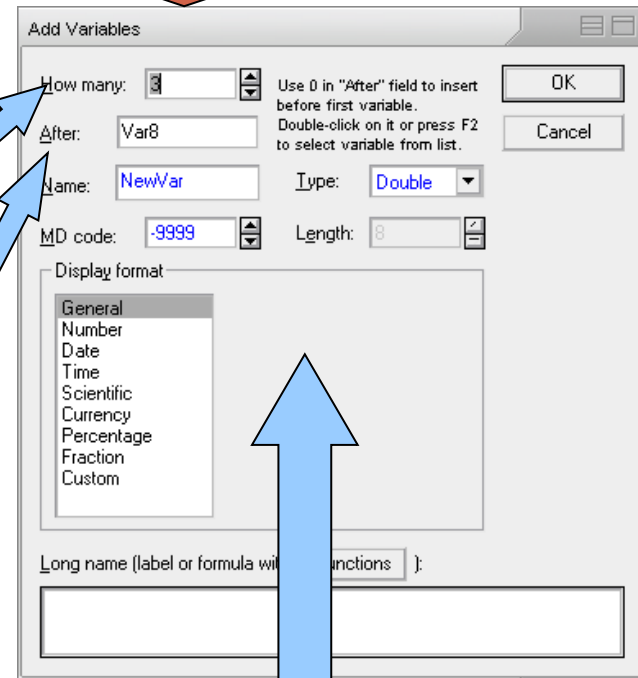 Add Variables
How many: 3
Use 0 in "After" field to insert
before first variable.
Double-click on it or press F2
to select variable from list.
OK
Cancel
After: Var8
Name: NewVar
Type: Double
MD code: -9999
Length: 8
Display format
General
Number
Date
Time
Scientific
Currency
Percentage
Fraction
Custom
Long name (label or formula ):